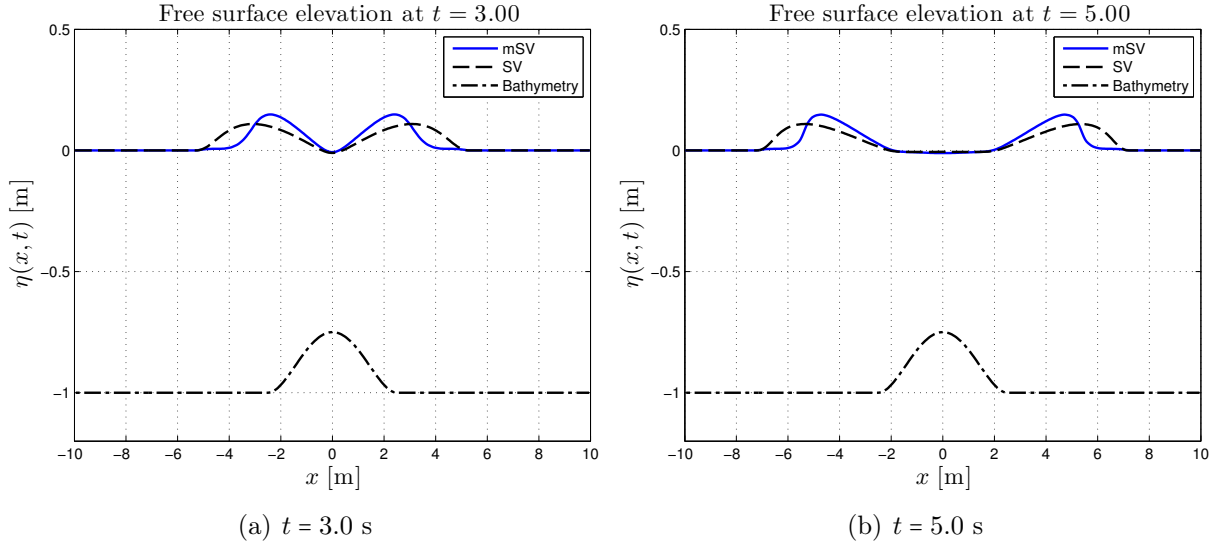 Free surface elevation at t = 3.00
mSV
SV
Bathymetry
0.5
0
−0.5
−1
η(x, t) [m]
−10 −8 −6 −4 −2 0 2 4 6 8 10
x [m]
(a) t = 3.0 s
Free surface elevation at t = 5.00
mSV
SV
Bathymetry
0.5
0
−0.5
−1
η(x, t) [m]
−10 −8 −6 −4 −2 0 2 4 6 8 10
x [m]
(b) t = 5.0 s